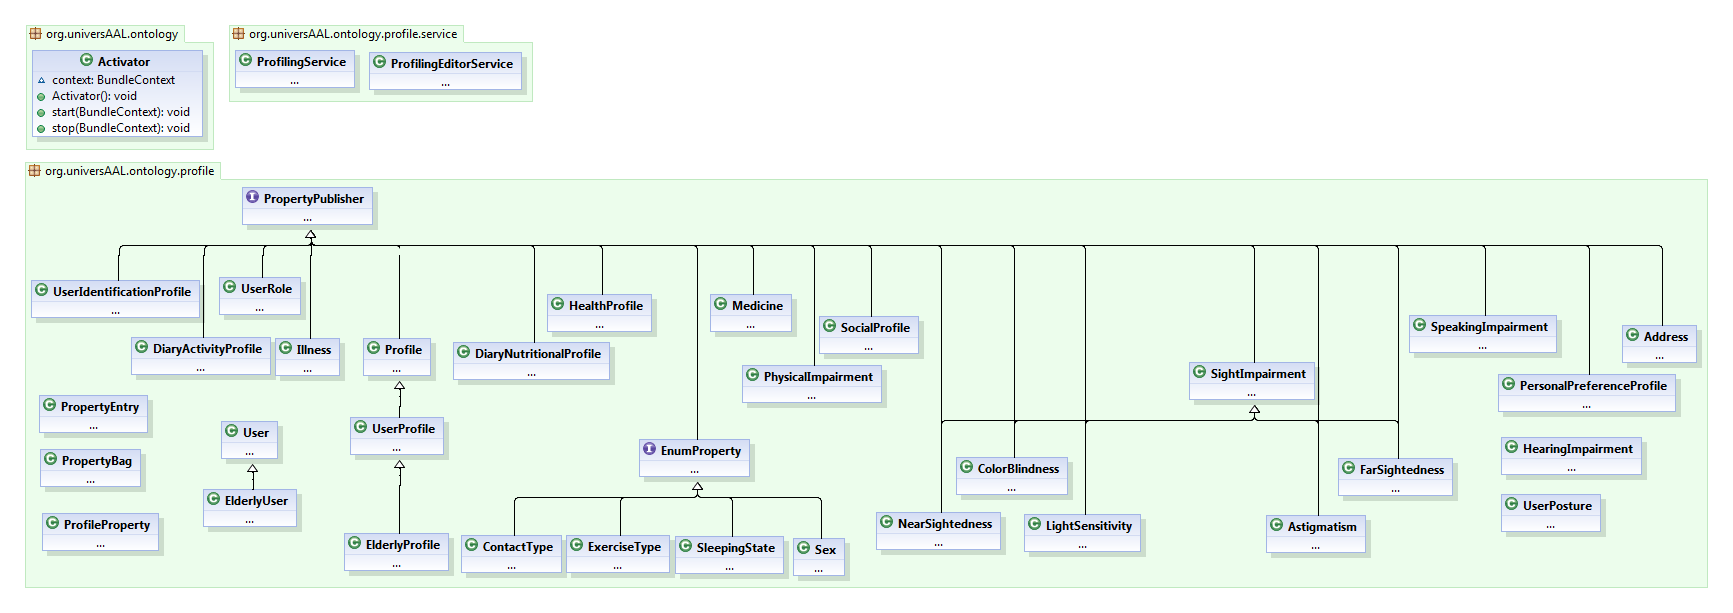 org.universAAL.ontology
Activator
context: BundleContext
Activator(): void
start(BundleContext): void
stop(BundleContext): void
org.universAAL.ontology.profile.service
ProfilingService
...
ProfilingEditorService
...
org.universAAL.ontology.profile
PropertyPublisher
...
UserIdentificationProfile
...
UserRole
...
HealthProfile
...
Medicine
...
SocialProfile
...
SpeakingImpairment
...
Address
...
DiaryActivityProfile
...
Illness
...
Profile
...
DiaryNutritionalProfile
...
PhysicalImpairment
...
SightImpairment
...
PersonalPreferenceProfile
...
PropertyEntry
...
User
...
UserProfile
...
EnumProperty
...
HearingImpairment
...
PropertyBag
...
ColorBlindness
...
FarSightedness
...
ElderlyUser
...
UserPosture
...
ProfileProperty
...
NearSightedness
...
LightSensitivity
...
Astigmatism
...
ElderlyProfile
...
ContactType
...
ExerciseType
...
SleepingState
...
Sex
...